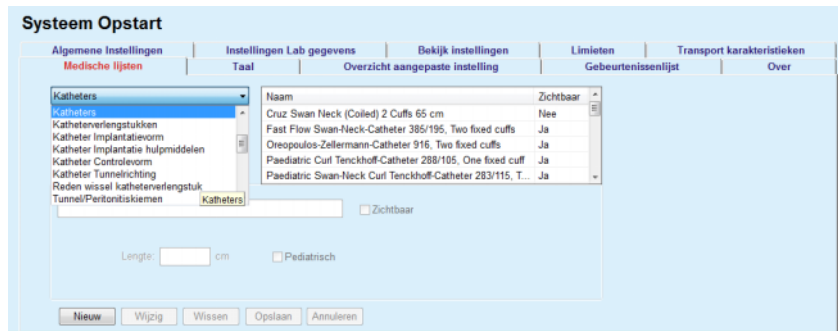 Systeem Opstart
Algemene Instellingen Instellingen Lab gegevens Bekijk instellingen Limieten Transport karakteristieken
Medische lijsten Taal Overzicht aangepaste instelling Gebeurtenissenlijst Over
Katheters
Katheters
Katheterverlengstukken
Katheter Implantatievorm
Katheter Implantatie hulpmiddelen
Katheter Controlevorm
Katheter Tunnelrichting
Reden wissel katheterverlengstuk
Tunnel/Peritonitiskiemen
Katheters
Naam Zichtbaar
Cruz Swan Neck (Coiled) 2 Cuffs 65 cm Nee
Fast Flow Swan-Neck-Catheter 385/195, Two fixed cuffs Ja
Oreopoulos-Zellermann-Catheter 916, Two fixed cuffs Ja
Paediatric Curl Tenckhoff-Catheter 288/105, One fixed cuff Ja
Paediatric Swan-Neck Curl Tenckhoff-Catheter 283/115, T... Ja
Zichtbaar
Lengte: cm Pediatrisch
Nieuw Wijzig Wissen Opslaan Annuleren